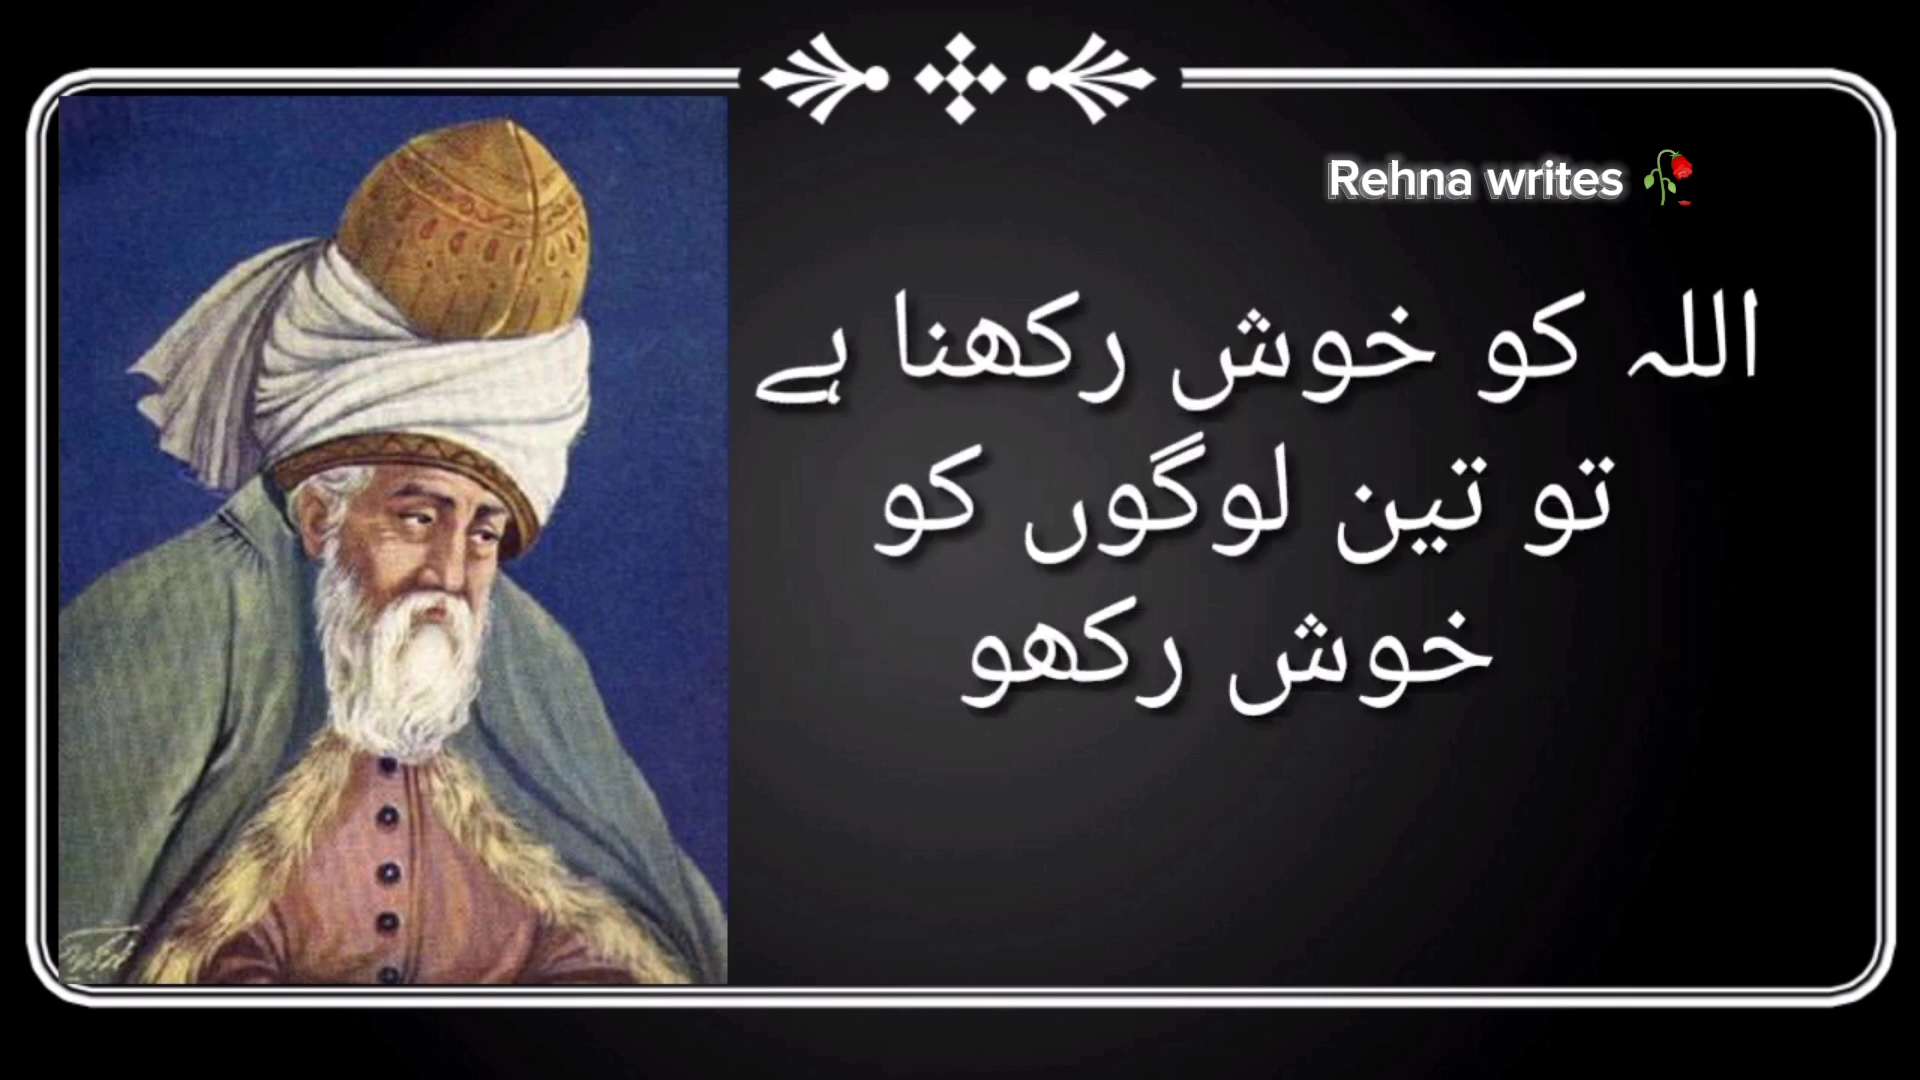 Rehna writes 🥀
اللہ کو خوش رکھنا ہے
تو تین لوگوں کو
خوش رکھو